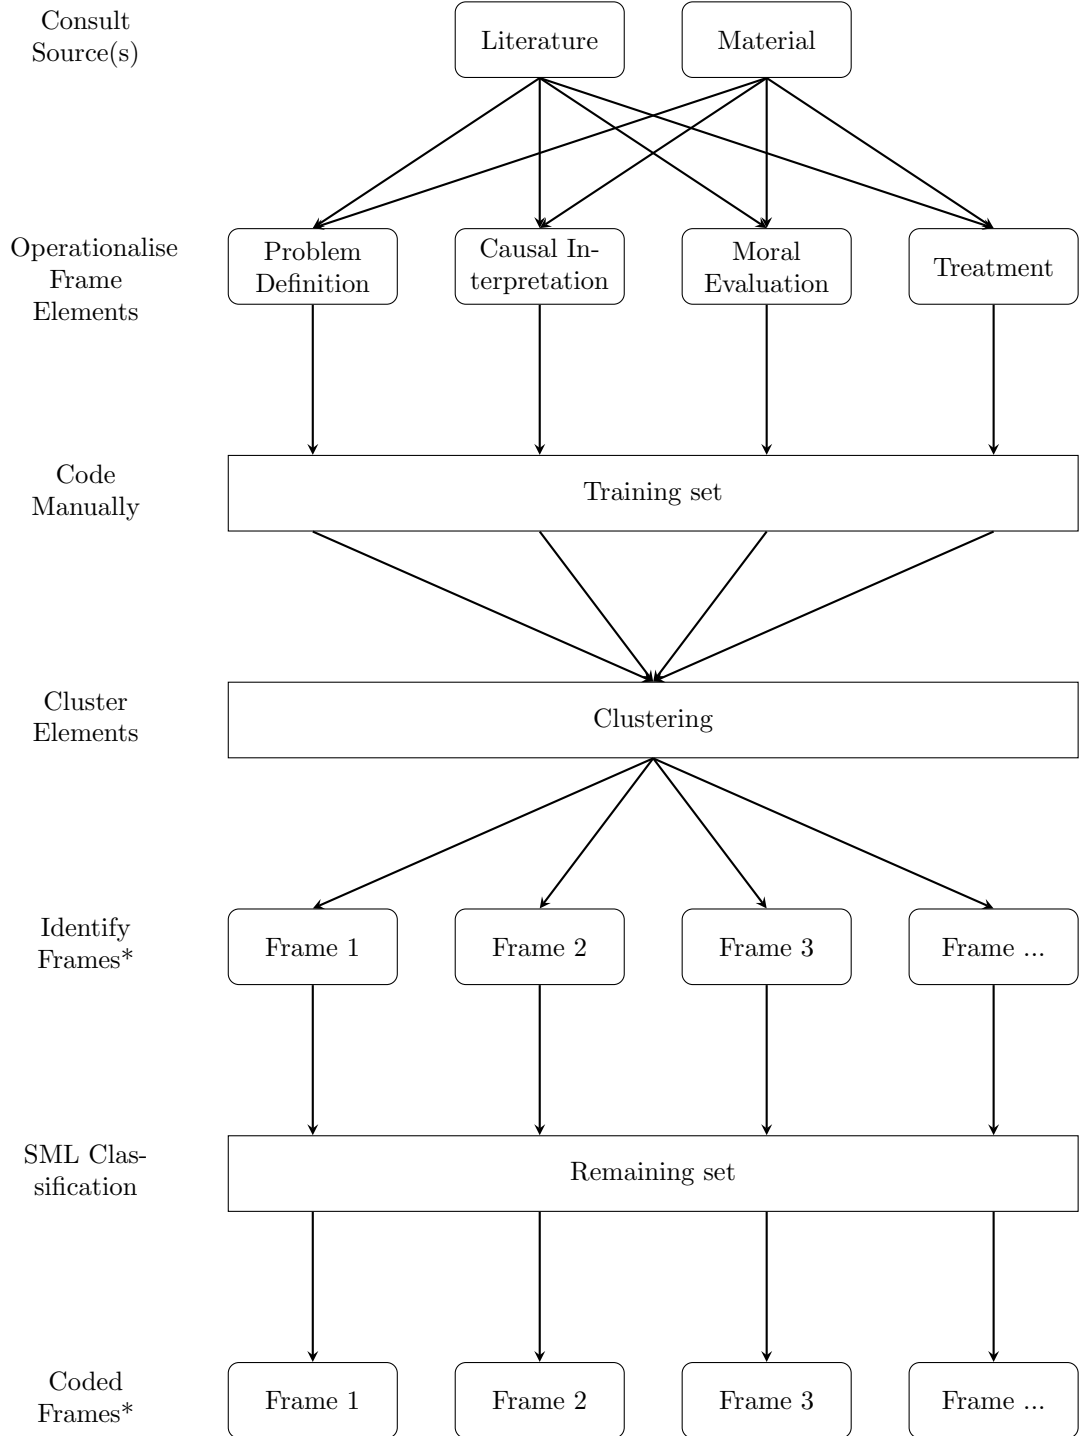 Consult
Source(s)
Literature
Material
Operationalise
Frame
Elements
Problem
Definition
Causal In-
terpretation
Moral
Evaluation
Treatment
Code
Manually
Training set
Cluster
Elements
Clustering
Identify
Frames*
Frame 1
Frame 2
Frame 3
Frame ...
SML Clas-
sification
Remaining set
Coded
Frames*
Frame 1
Frame 2
Frame 3
Frame ...